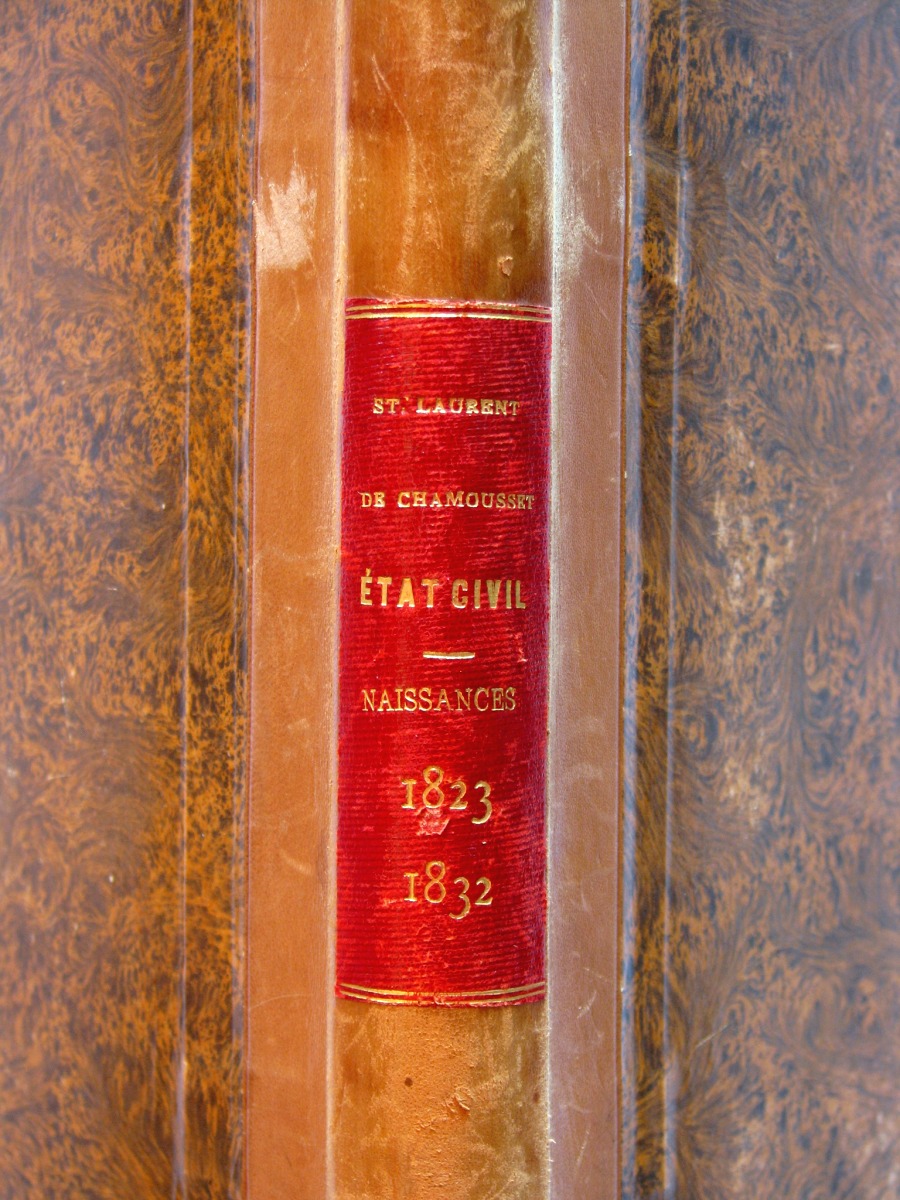 ST. LAURENT
DE CHAMOUSSET
ÉTAT CIVIL
NAISSANCES
1823
1832